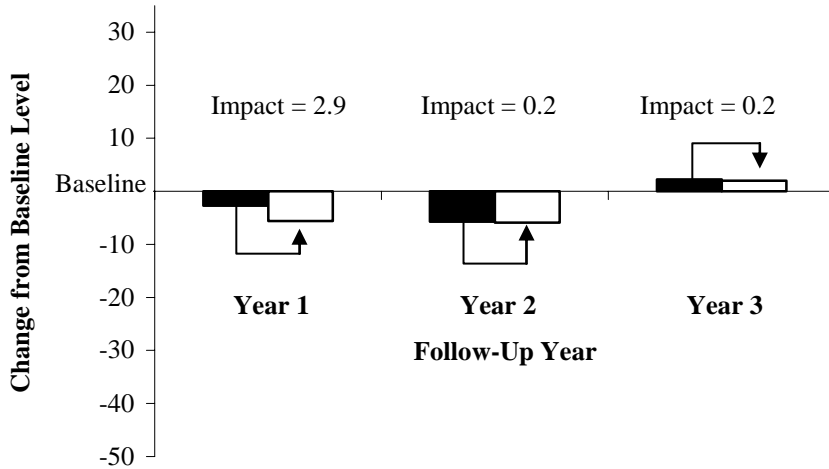 Change from Baseline Level
30
20
10
Baseline
-10
-20
-30
-40
-50
Impact = 2.9
Impact = 0.2
Impact = 0.2
Year 1
Year 2
Year 3
Follow-Up Year